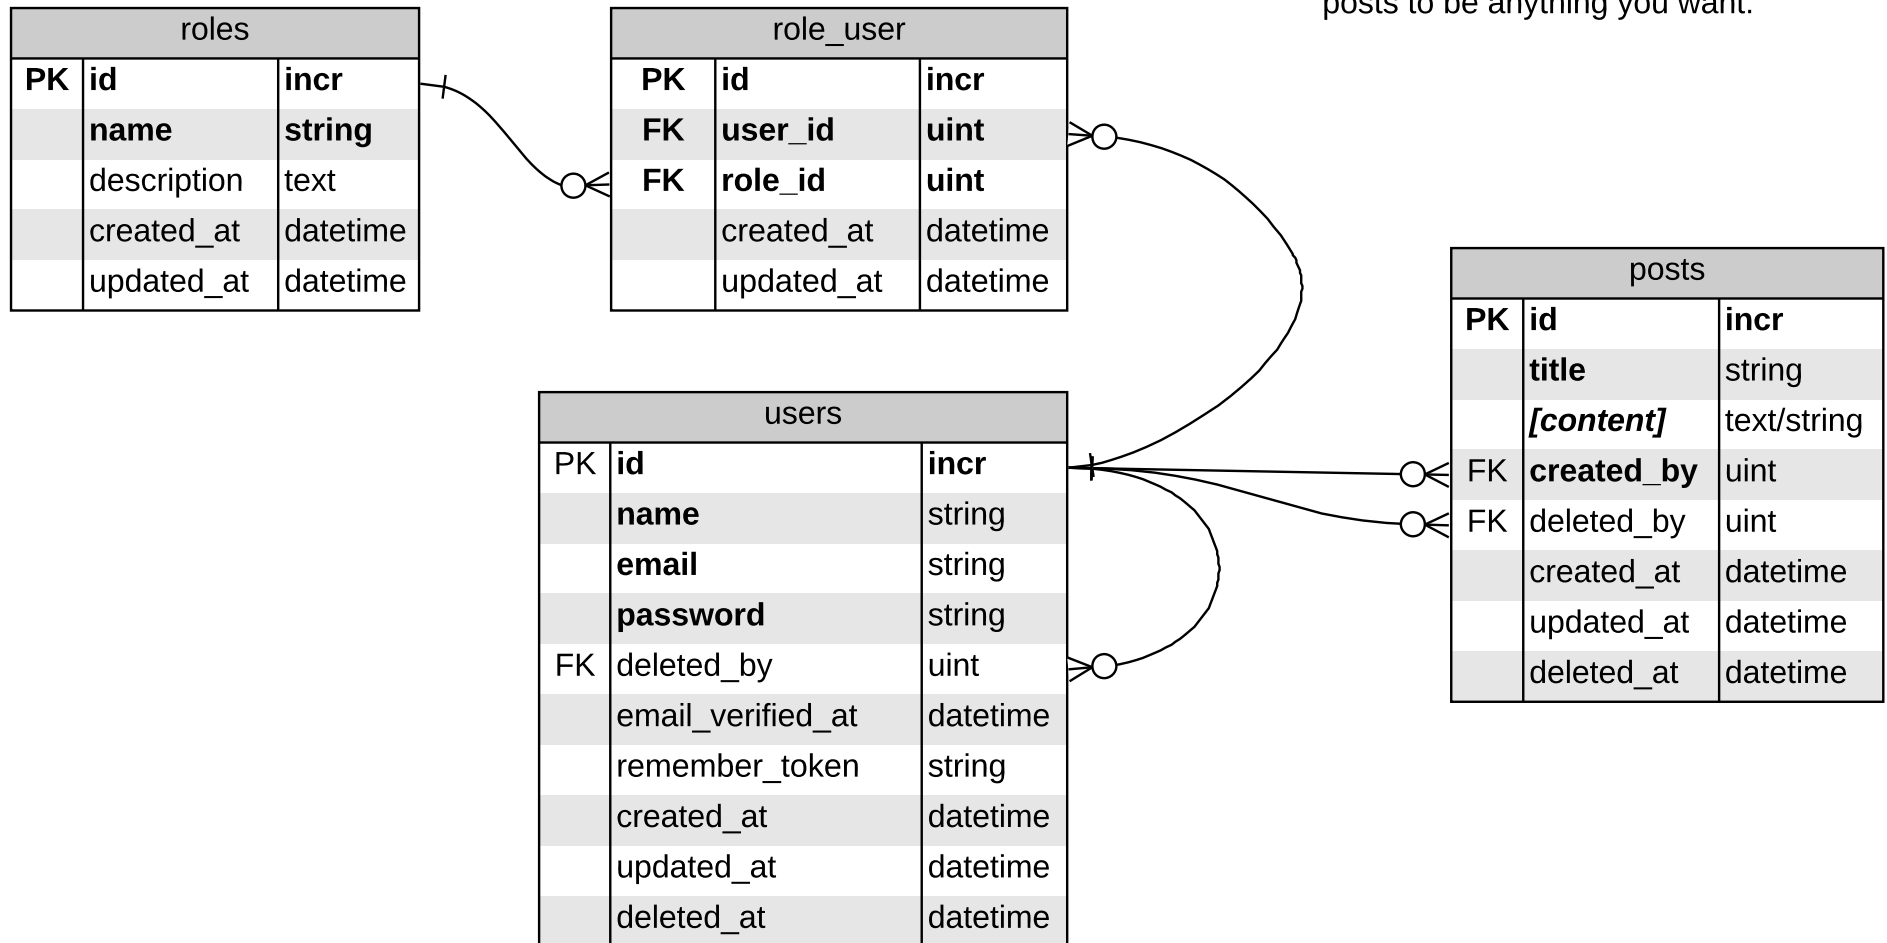 posts to be anything you want.
roles
PK id incr
name string
description text
created_at datetime
updated_at datetime
role_user
PK id incr
FK user_id uint
FK role_id uint
created_at datetime
updated_at datetime
posts
PK id incr
title string
[content] text/string
FK created_by uint
FK deleted_by uint
created_at datetime
updated_at datetime
deleted_at datetime
users
PK id incr
name string
email string
password string
FK deleted_by uint
email_verified_at datetime
remember_token string
created_at datetime
updated_at datetime
deleted_at datetime